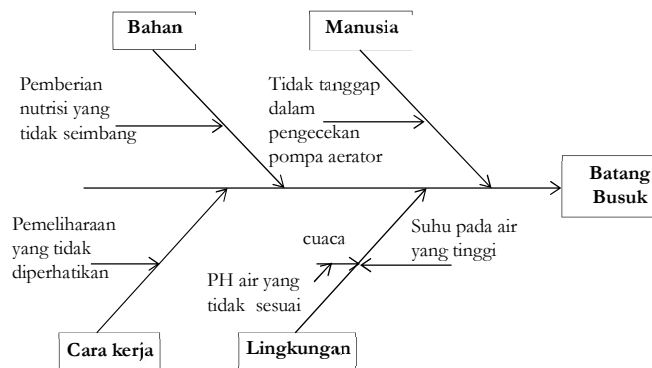 Bahan
Manusia
Pemberian
nutrisi yang
tidak seimbang
Tidak tanggap
dalam
pengecekan
pompa aerator
Batang
Busuk
Pemeliharaan
yang tidak
diperhatikan
cuaca
Suhu pada air
yang tinggi
PH air yang
tidak sesuai
Cara kerja
Lingkungan